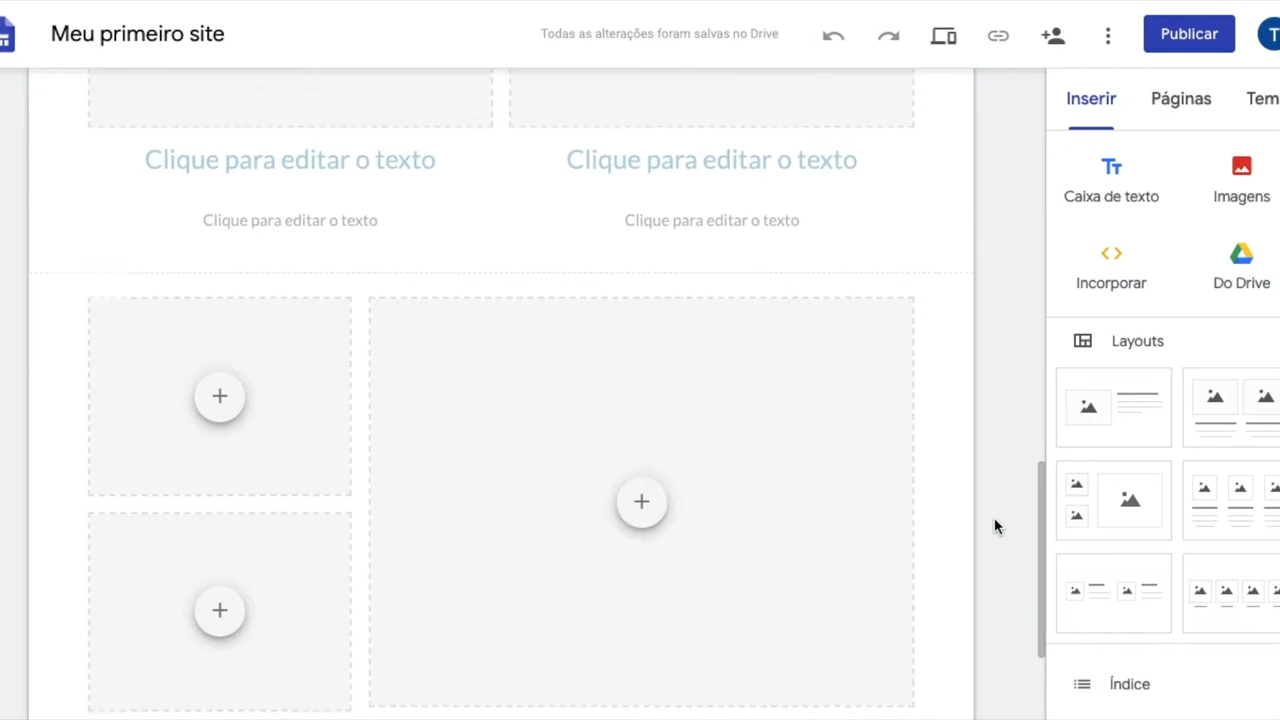 Meu primeiro site
Todas as alterações foram salvas no Drive
Publicar
T
Inserir
Páginas
Tem
Clique para editar o texto
Clique para editar o texto
Clique para editar o texto
Clique para editar o texto
Tт
Caixa de texto
Imagens
Incorporar
Do Drive
Layouts
Índice